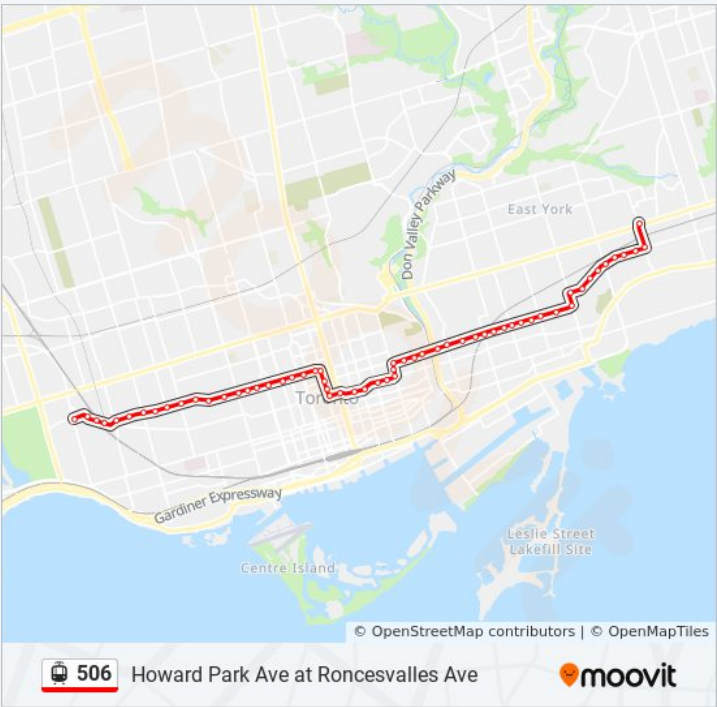 East York
Don Valley Parkway
Toronto
Gardiner Expressway
Leslie Street
Lakefill Site
Centre Island
© OpenStreetMap contributors | © OpenMapTiles
506 Howard Park Ave at Roncesvalles Ave moovit